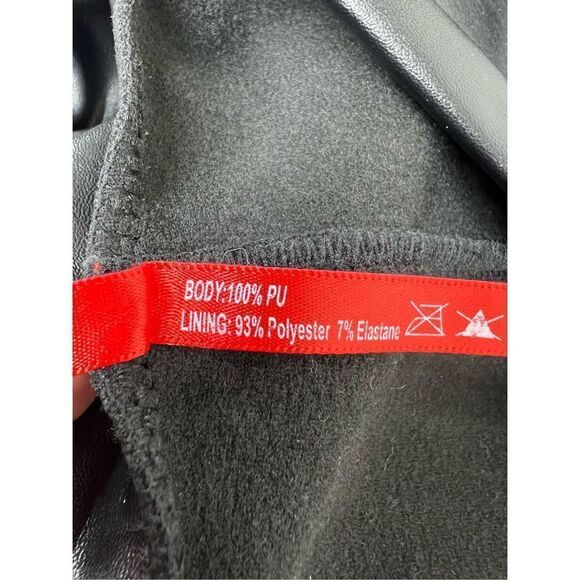 BODY:100% PU
LINING: 93% Polyester 7% Elastane